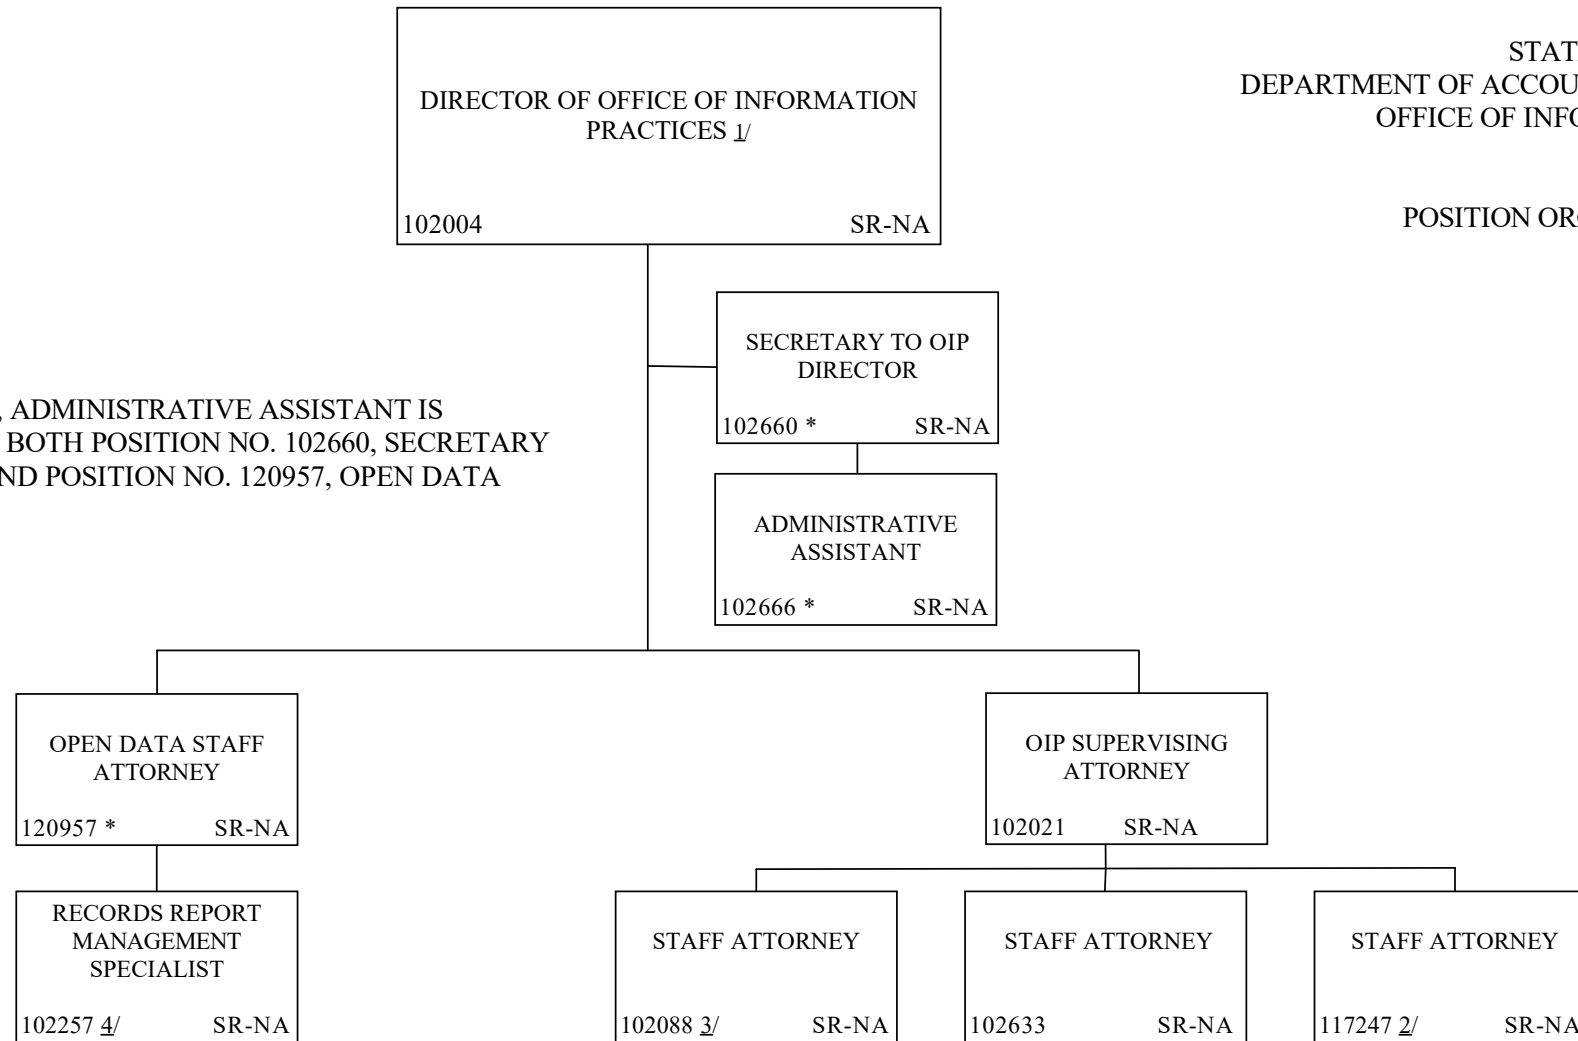 STAT
DEPARTMENT OF ACCOU
OFFICE OF INFO
POSITION ORG
DIRECTOR OF OFFICE OF INFORMATION
PRACTICES 1/
102004 SR-NA
SECRETARY TO OIP
DIRECTOR
102660 * SR-NA
, ADMINISTRATIVE ASSISTANT IS
BOTH POSITION NO. 102660, SECRETARY
ND POSITION NO. 120957, OPEN DATA
ADMINISTRATIVE
ASSISTANT
102666 * SR-NA
OPEN DATA STAFF
ATTORNEY
120957 * SR-NA
OIP SUPERVISING
ATTORNEY
102021 SR-NA
RECORDS REPORT
MANAGEMENT
SPECIALIST
102257 4/ SR-NA
STAFF ATTORNEY
102088 3/ SR-NA
STAFF ATTORNEY
102633 SR-NA
STAFF ATTORNEY
117247 2/ SR-NA